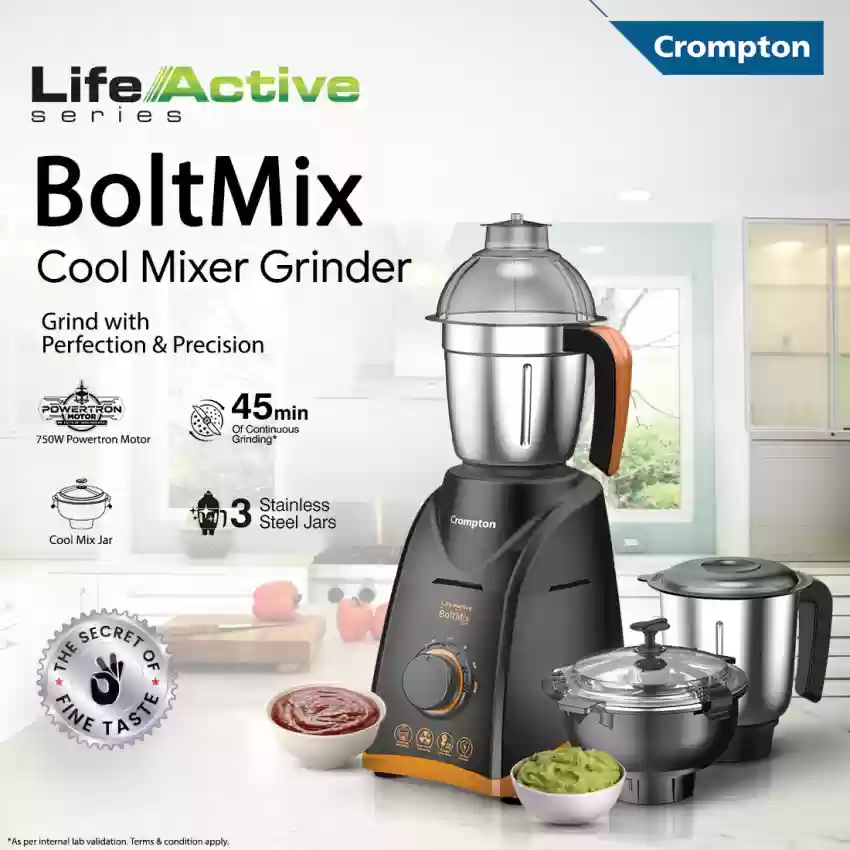 Crompton
Life Active
series
BoltMix
Cool Mixer Grinder
Grind with
Perfection & Precision
POWERTRON
MOTOR
750W Powertron Motor
45min
Of Continuous
Grinding*
Cool Mix Jar
3 Stainless
Steel Jars
Crompton
Life Active
BoltMix
THE SECRET OF
FINE TASTE
*As per internal lab validation. Terms & condition apply.